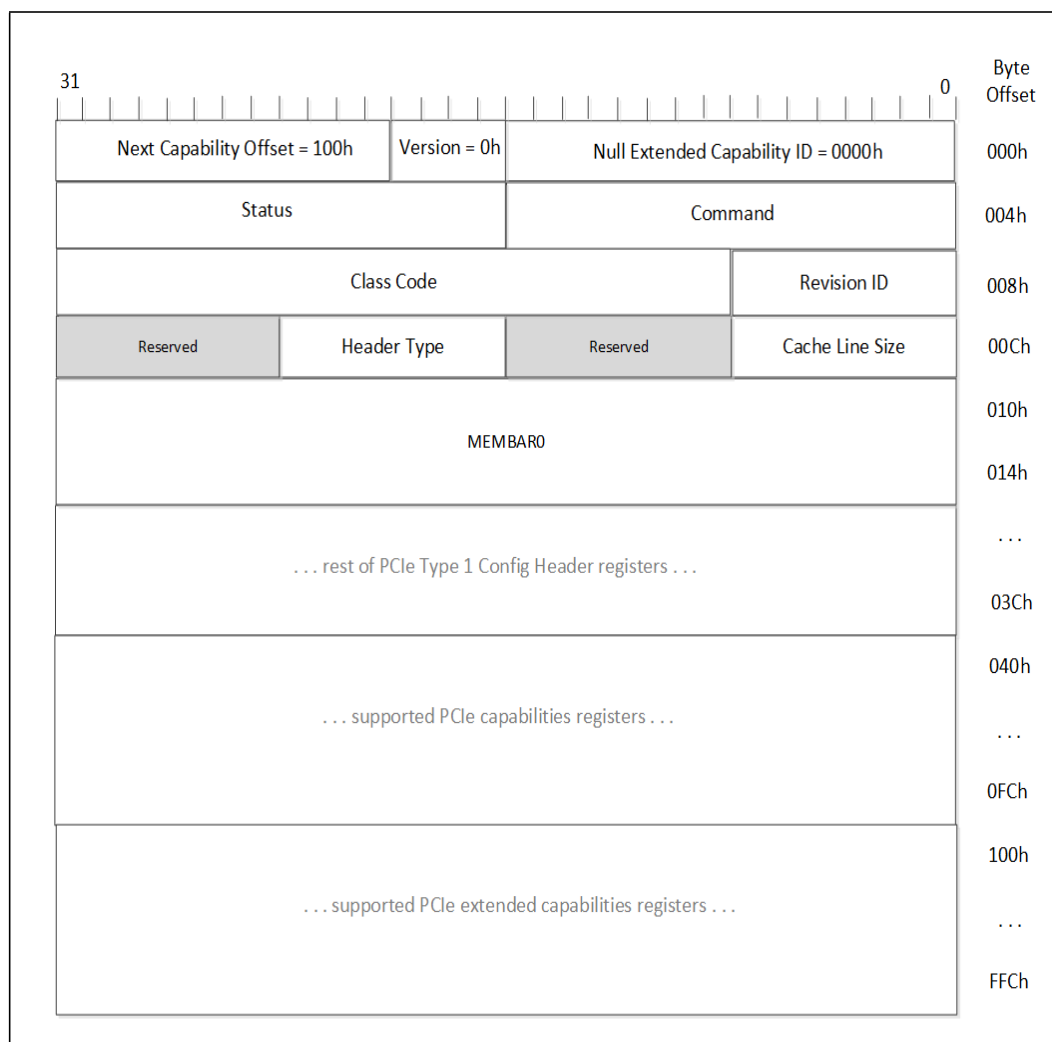 31
0
Byte
Offset
Next Capability Offset = 100h
Version = 0h
Null Extended Capability ID = 0000h
000h
Status
Command
004h
Class Code
Revision ID
008h
Reserved
Header Type
Reserved
Cache Line Size
00Ch
010h
MEMBAR0
014h
. . .
. . . rest of PCIe Type 1 Config Header registers . . .
03Ch
040h
. . . supported PCIe capabilities registers . . .
. . .
0FCh
100h
. . . supported PCIe extended capabilities registers . . .
. . .
FFCh